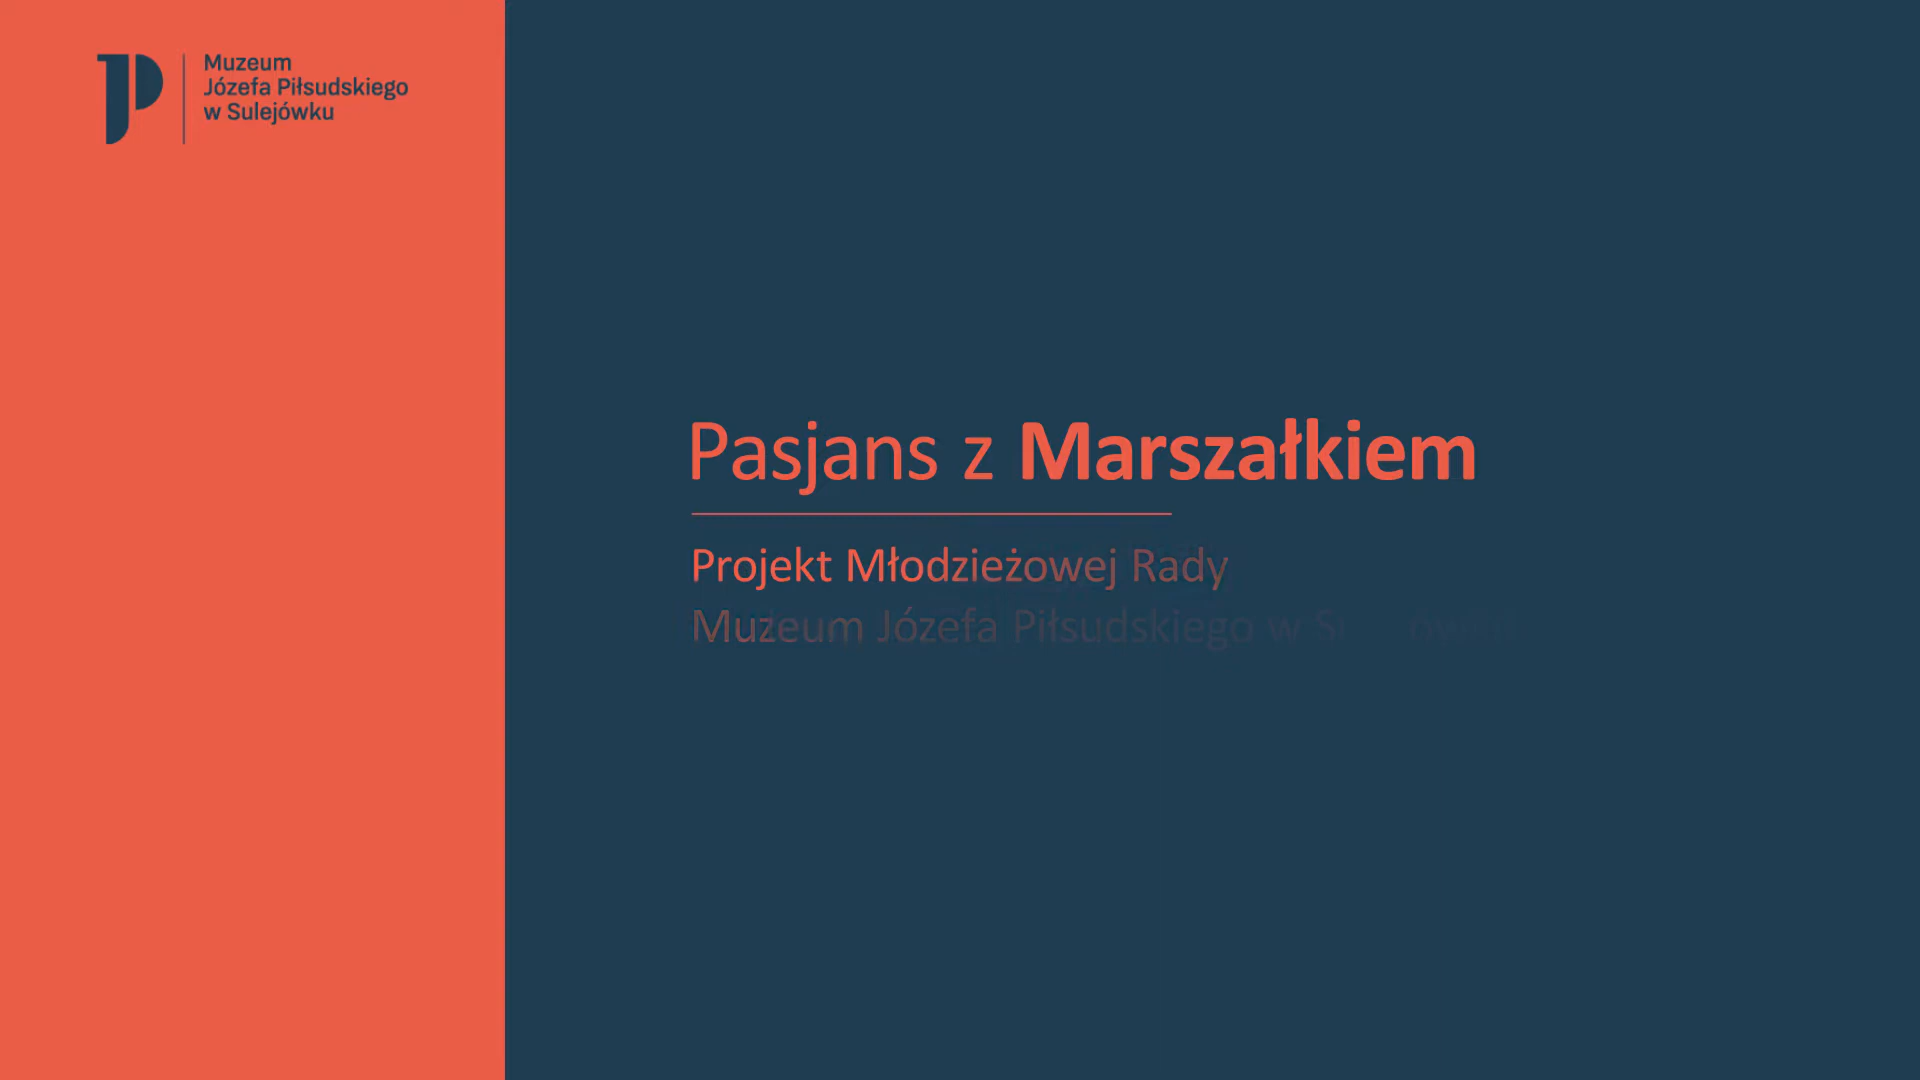 Muzeum
Józefa Piłsudskiego
w Sulejówku
Pasjans z Marszałkiem
Projekt Młodzieżowej Rady
Muzeum Józefa Piłsudskiego w